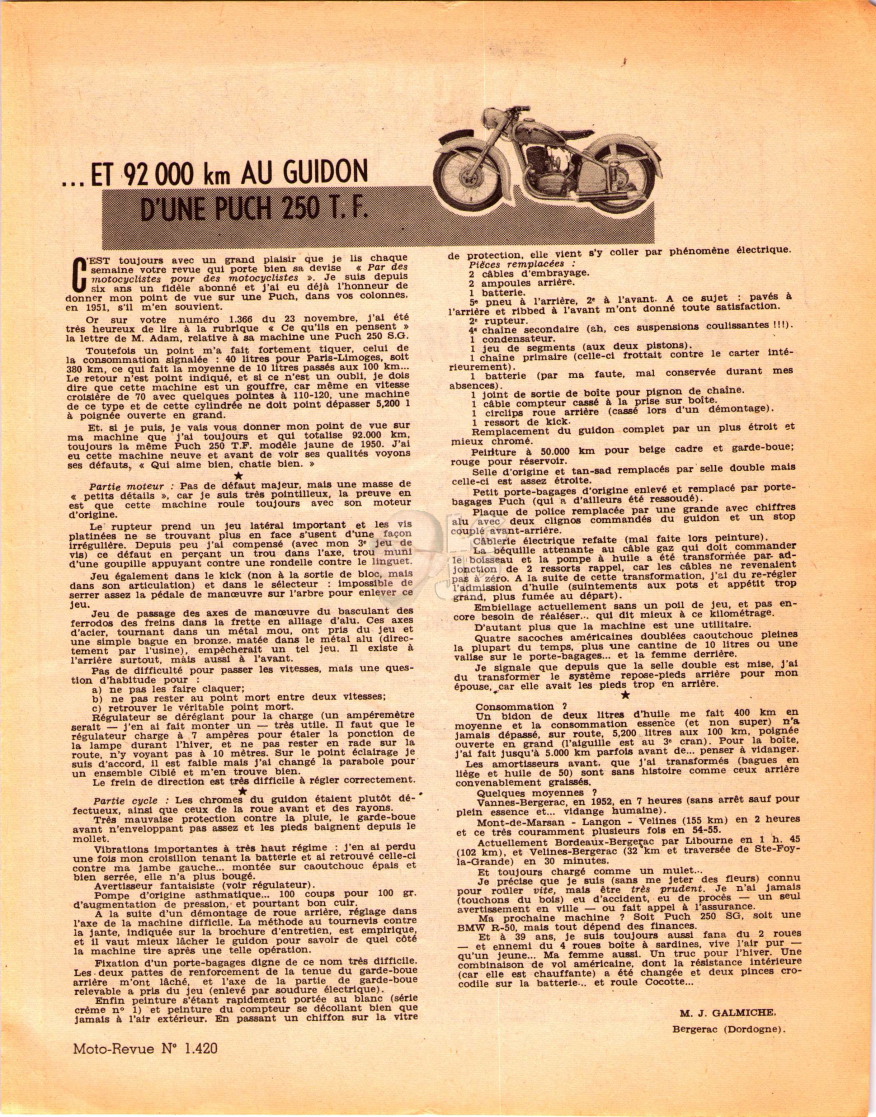 ...ET 92 000 km AU GUIDON
D'UNE PUCH 250 T. F.
C'EST toujours avec un grand plaisir que je lis chaque
semaine votre revue qui porte bien sa devise « Par des
motocyclistes pour des motocyclistes ». Je suis depuis
six ans un fidèle abonné et j'ai eu déjà l'honneur de
donner mon point de vue sur une Puch, dans vos colonnes.
en 1951, s'il m'en souvient.
Or sur votre numéro 1.366 du 23 novembre, j'ai été
très heureux de lire à la rubrique « Ce qu'ils en pensent »
la lettre de M. Adam, relative à sa machine une Puch 250 S.G.
Toutefois un point m'a fait fortement tiquer, celui de
la consommation signalée : 40 litres pour Paris-Limoges, soit
380 km, ce qui fait la moyenne de 10 litres passés aux 100 km...
Le retour n'est point indiqué, et si ce n'est un oubli, je dois
dire que cette machine est un gouffre, car même en vitesse
croisière de 70 avec quelques pointes à 110-120, une machine
de ce type et de cette cylindrée ne doit point dépasser 5,200 l
à poignée ouverte en grand.
Et. si je puis, je vais vous donner mon point de vue sur
ma machine que j'ai toujours et qui totalise 92.000 km,
toujours la même Puch 250 T.F. modèle jaune de 1950. J'ai
eu cette machine neuve et avant de voir ses qualités voyons
ses défauts, « Qui aime bien, chatie bien. »
★
Partie moteur : Pas de défaut majeur, mais une masse de
« petits détails », car je suis très pointilleux, la preuve en
est que cette machine roule toujours avec son moteur
d'origine.
Le rupteur prend un jeu latéral important et les vis
platinées ne se trouvant plus en face s'usent d'une façon
irrégulière. Depuis peu j'ai compensé (avec mon 3e jeu de
vis) ce défaut en perçant un trou dans l'axe, trou muni
d'une goupille appuyant contre une rondelle contre le linguet.
Jeu également dans le kick (non à la sortie de bloc, mais
dans son articulation) et dans le sélecteur : impossible de
serrer assez la pédale de manœuvre sur l'arbre pour enlever ce
jeu.
Jeu de passage des axes de manœuvre du basculant des
ferrodos des freins dans la frette en alliage d'alu. Ces axes
d'acier, tournant dans un métal mou, ont pris du jeu et
une simple bague en bronze, matée dans le métal alu (direc-
tement par l'usine), empêcherait un tel jeu. Il existe à
l'arrière surtout, mais aussi à l'avant.
Pas de difficulté pour passer les vitesses, mais une ques-
tion d'habitude pour :
a) ne pas les faire claquer;
b) ne pas rester au point mort entre deux vitesses;
c) retrouver le véritable point mort.
Régulateur se déréglant pour la charge (un ampéremètre
serait — j'en ai fait monter un — très utile. Il faut que le
régulateur charge à 7 ampères pour étaler la ponction de
la lampe durant l'hiver, et ne pas rester en rade sur la
route, n'y voyant pas à 10 mètres. Sur le point éclairage je
suis d'accord, il est faible mais j'ai changé la parabole pour
un ensemble Cibié et m'en trouve bien.
Le frein de direction est très difficile à régler correctement.
★
Partie cycle : Les chromes du guidon étaient plutôt dé-
fectueux, ainsi que ceux de la roue avant et des rayons.
Très mauvaise protection contre la pluie, le garde-boue
avant n'enveloppant pas assez et les pieds baignent depuis le
mollet.
Vibrations importantes à très haut régime : j'en ai perdu
une fois mon croisillon tenant la batterie et ai retrouvé celle-ci
contre ma jambe gauche... montée sur caoutchouc épais et
bien serrée, elle n'a plus bougé.
Avertisseur fantaisiste (voir régulateur).
Pompe d'origine asthmatique... 100 coups pour 100 gr.
d'augmentation de pression, et pourtant bon cuir.
A la suite d'un démontage de roue arrière, réglage dans
l'axe de la machine difficile. La méthode au tournevis contre
la jante, indiquée sur la brochure d'entretien, est empirique,
et il vaut mieux lâcher le guidon pour savoir de quel côté
la machine tire après une telle opération.
Fixation d'un porte-bagages digne de ce nom très difficile.
Les deux pattes de renforcement de la tenue du garde-boue
arrière m'ont lâché, et l'axe de la partie de garde-boue
relevable a pris du jeu (enlevé par soudure électrique).
Enfin peinture s'étant rapidement portée au blanc (série
crème n° 1) et peinture du compteur se décollant bien que
jamais à l'air extérieur. En passant un chiffon sur la vitre
de protection, elle vient s'y coller par phénomène électrique.
Pièces remplacées :
2 câbles d'embrayage.
2 ampoules arrière.
1 batterie.
5e pneu à l'arrière, 2e à l'avant. A ce sujet : pavés à
l'arrière et ribbed à l'avant m'ont donné toute satisfaction.
2e rupteur.
4e chaîne secondaire (ah, ces suspensions coulissantes !!!).
1 condensateur.
1 jeu de segments (aux deux pistons).
1 chaîne primaire (celle-ci frottait contre le carter inté-
rieurement).
1 batterie (par ma faute, mal conservée durant mes
absences).
1 joint de sortie de boîte pour pignon de chaîne.
1 câble compteur cassé à la prise sur boîte.
1 circlips roue arrière (cassé lors d'un démontage).
1 ressort de kick.
Remplacement du guidon complet par un plus étroit et
mieux chromé.
Peinture à 50.000 km pour beige cadre et garde-boue;
rouge pour réservoir.
Selle d'origine et tan-sad remplacés par selle double mais
celle-ci est assez étroite.
Petit porte-bagages d'origine enlevé et remplacé par porte-
bagages Puch (qui a d'ailleurs été ressoudé).
Plaque de police remplacée par une grande avec chiffres
alu avec deux clignos commandés du guidon et un stop
couplé avant-arrière.
Câblerie électrique refaite (mal faite lors peinture).
La béquille attenante au câble gaz qui doit commander
le boisseau et la pompe à huile a été transformée par ad-
jonction de 2 ressorts rappel, car les câbles ne revenaient
pas à zéro. A la suite de cette transformation, j'ai du re-régler
l'admission d'huile (suintements aux pots et appétit trop
grand, plus fumée au départ).
Embiellage actuellement sans un poil de jeu, et pas en-
core besoin de réaléser... qui dit mieux à ce kilométrage.
D'autant plus que la machine est une utilitaire.
Quatre sacoches américaines doublées caoutchouc pleines
la plupart du temps, plus une cantine de 10 litres ou une
valise sur le porte-bagages... et la femme derrière.
Je signale que depuis que la selle double est mise, j'ai
du transformer le système repose-pieds arrière pour mon
épouse, car elle avait les pieds trop en arrière.
★
Consommation ?
Un bidon de deux litres d'huile me fait 400 km en
moyenne et la consommation essence (et non super) n'a
jamais dépassé, sur route, 5,200 litres aux 100 km, poignée
ouverte en grand (l'aiguille est au 3e cran). Pour la boîte,
j'ai fait jusqu'à 5.000 km parfois avant de... penser à vidanger.
Les amortisseurs avant, que j'ai transformés (bagues en
liège et huile de 50) sont sans histoire comme ceux arrière
convenablement graissés.
Quelques moyennes ?
Vannes-Bergerac, en 1952, en 7 heures (sans arrêt sauf pour
plein essence et... vidange humaine).
Mont-de-Marsan - Langon - Velines (155 km) en 2 heures
et ce très couramment plusieurs fois en 54-55.
Actuellement Bordeaux-Bergerac par Libourne en 1 h. 45
(102 km), et Velines-Bergerac (32 km et traversée de Ste-Foy-
la-Grande) en 30 minutes.
Et toujours chargé comme un mulet...
Je précise que je suis (sans me jeter des fleurs) connu
pour rouler vite, mais être très prudent. Je n'ai jamais
(touchons du bois) eu d'accident, eu de procès — un seul
avertissement en ville — ou fait appel à l'assurance.
Ma prochaine machine ? Soit Puch 250 SG, soit une
BMW R-50, mais tout dépend des finances.
Et à 39 ans, je suis toujours aussi fana du 2 roues
— et ennemi du 4 roues boîte à sardines, vive l'air pur —
qu'un jeune... Ma femme aussi. Un truc pour l'hiver. Une
combinaison de vol américaine, dont la résistance intérieure
(car elle est chauffante) a été changée et deux pinces cro-
codile sur la batterie... et roule Cocotte...
M. J. GALMICHE.
Bergerac (Dordogne).
Moto-Revue N° 1.420